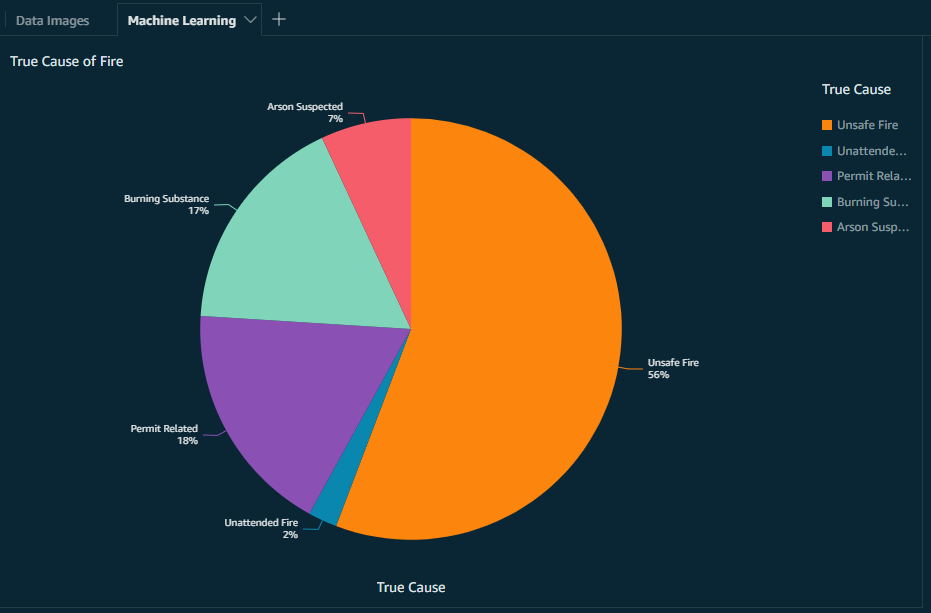 Data Images
Machine Learning
True Cause of Fire
True Cause
Unsafe Fire
Unattende...
Permit Rela...
Burning Su...
Arson Susp...
Arson Suspected
7%
Burning Substance
17%
Unsafe Fire
56%
Permit Related
18%
Unattended Fire
2%
True Cause